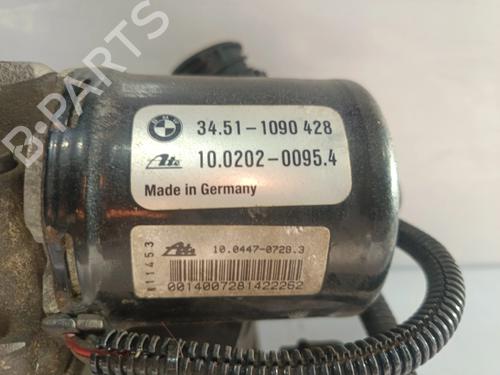 34.51-1090 428
Ate 10.0202-0095.4
Made in Germany
Ate 10.0447-0728.3
11453
0014007281422262
B-PARTS